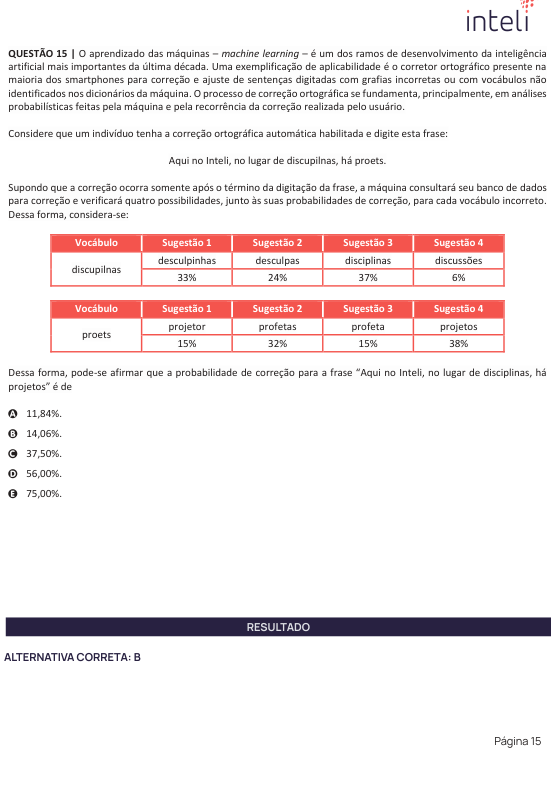 inteli
QUESTÃO 15 | O aprendizado das máquinas – machine learning – é um dos ramos de desenvolvimento da inteligência
artificial mais importantes da última década. Uma exemplificação de aplicabilidade é o corretor ortográfico presente na
maioria dos smartphones para correção e ajuste de sentenças digitadas com grafias incorretas ou com vocábulos não
identificados nos dicionários da máquina. O processo de correção ortográfica se fundamenta, principalmente, em análises
probabilísticas feitas pela máquina e pela recorrência da correção realizada pelo usuário.
Considere que um indivíduo tenha a correção ortográfica automática habilitada e digite esta frase:
Aqui no Inteli, no lugar de discupilnas, há proets.
Supondo que a correção ocorra somente após o término da digitação da frase, a máquina consultará seu banco de dados
para correção e verificará quatro possibilidades, junto às suas probabilidades de correção, para cada vocábulo incorreto.
Dessa forma, considera-se:
Vocábulo Sugestão 1 Sugestão 2 Sugestão 3 Sugestão 4
discupilnas desculpinhas desculpas disciplinas discussões
33% 24% 37% 6%
Vocábulo Sugestão 1 Sugestão 2 Sugestão 3 Sugestão 4
proets projetor profetas profeta projetos
15% 32% 15% 38%
Dessa forma, pode-se afirmar que a probabilidade de correção para a frase “Aqui no Inteli, no lugar de disciplinas, há
projetos” é de
A 11,84%.
B 14,06%.
C 37,50%.
D 56,00%.
E 75,00%.
RESULTADO
ALTERNATIVA CORRETA: B
Página 15